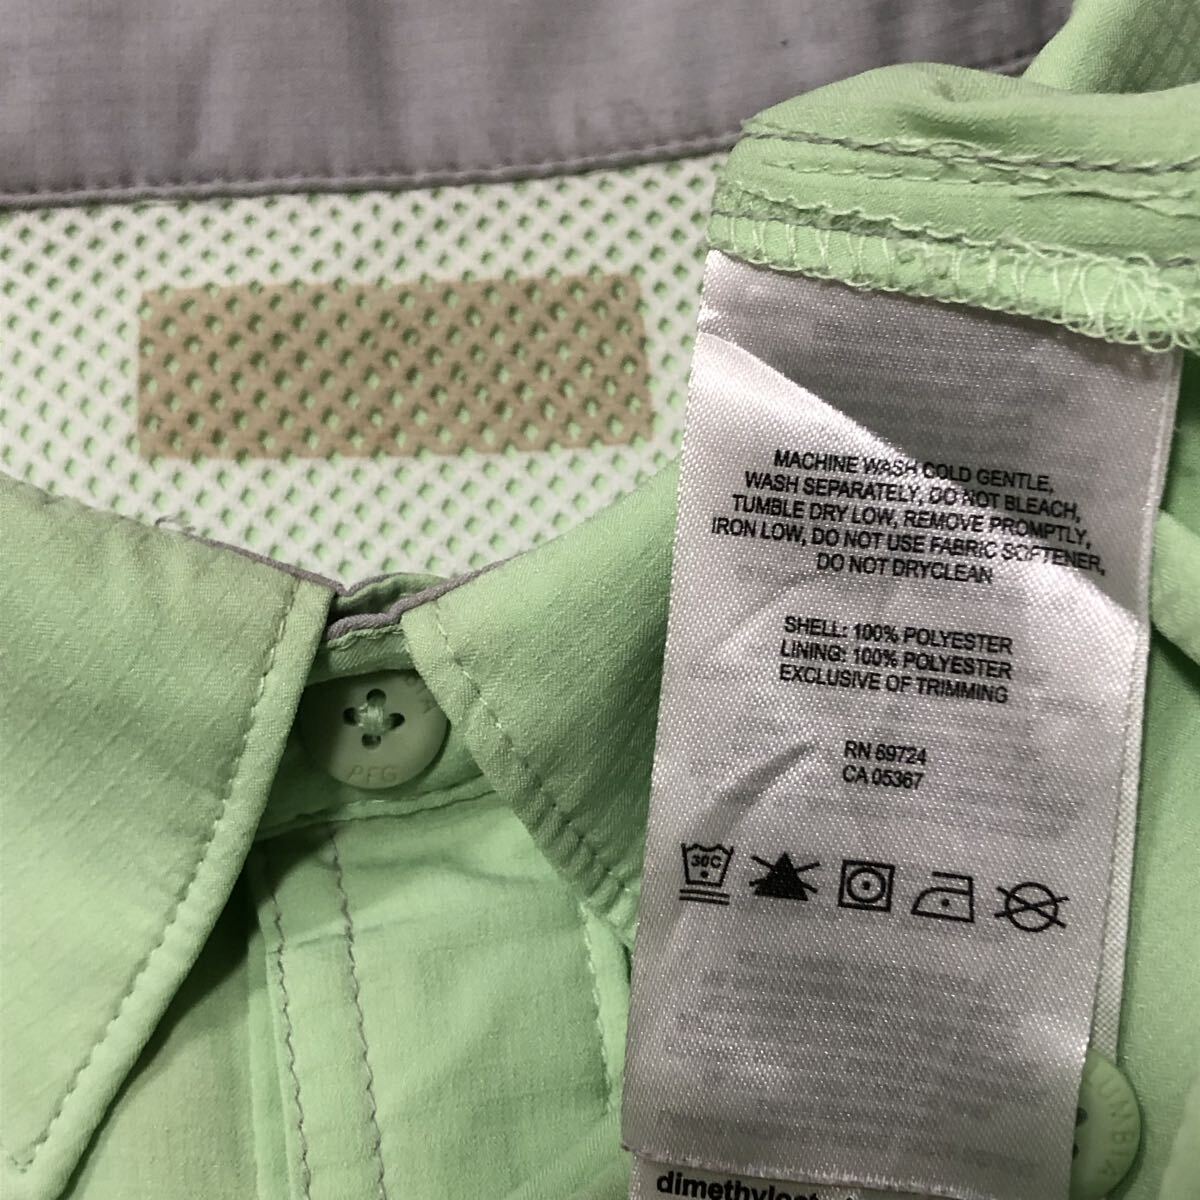 MACHINE WASH COLD GENTLE,
WASH SEPARATELY, DO NOT BLEACH,
TUMBLE DRY LOW, REMOVE PROMPTLY,
IRON LOW, DO NOT USE FABRIC SOFTENER,
DO NOT DRYCLEAN
SHELL: 100% POLYESTER
LINING: 100% POLYESTER
EXCLUSIVE OF TRIMMING
RN 69724
CA 05367
30C
PFG
UMBIA